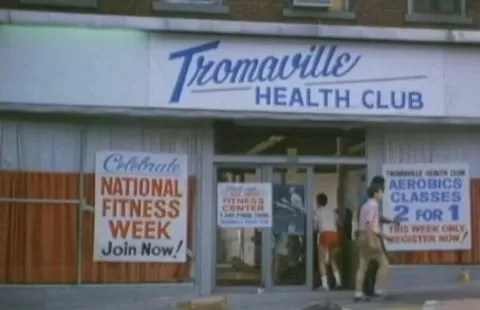 Tromaville
HEALTH CLUB
Celebrate
NATIONAL
FITNESS
WEEK
Join Now!
FITNESS
CENTER
TROMAVILLE HEALTH CLUB
AEROBICS
CLASSES
2 FOR 1
THIS WEEK ONLY
REGISTER NOW!